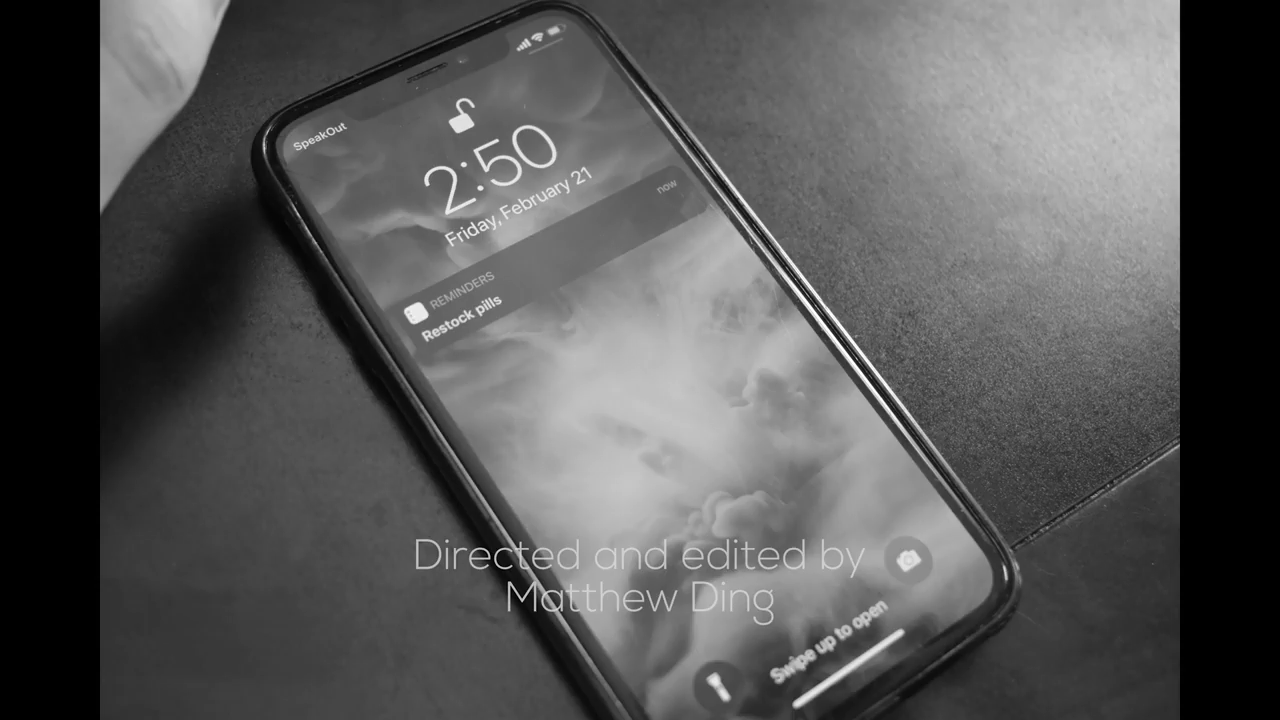 SpeakOut
2:50
Friday, February 21
REMINDERS
now
Restock pills
Directed and edited by
Matthew Ding
Swipe up to open